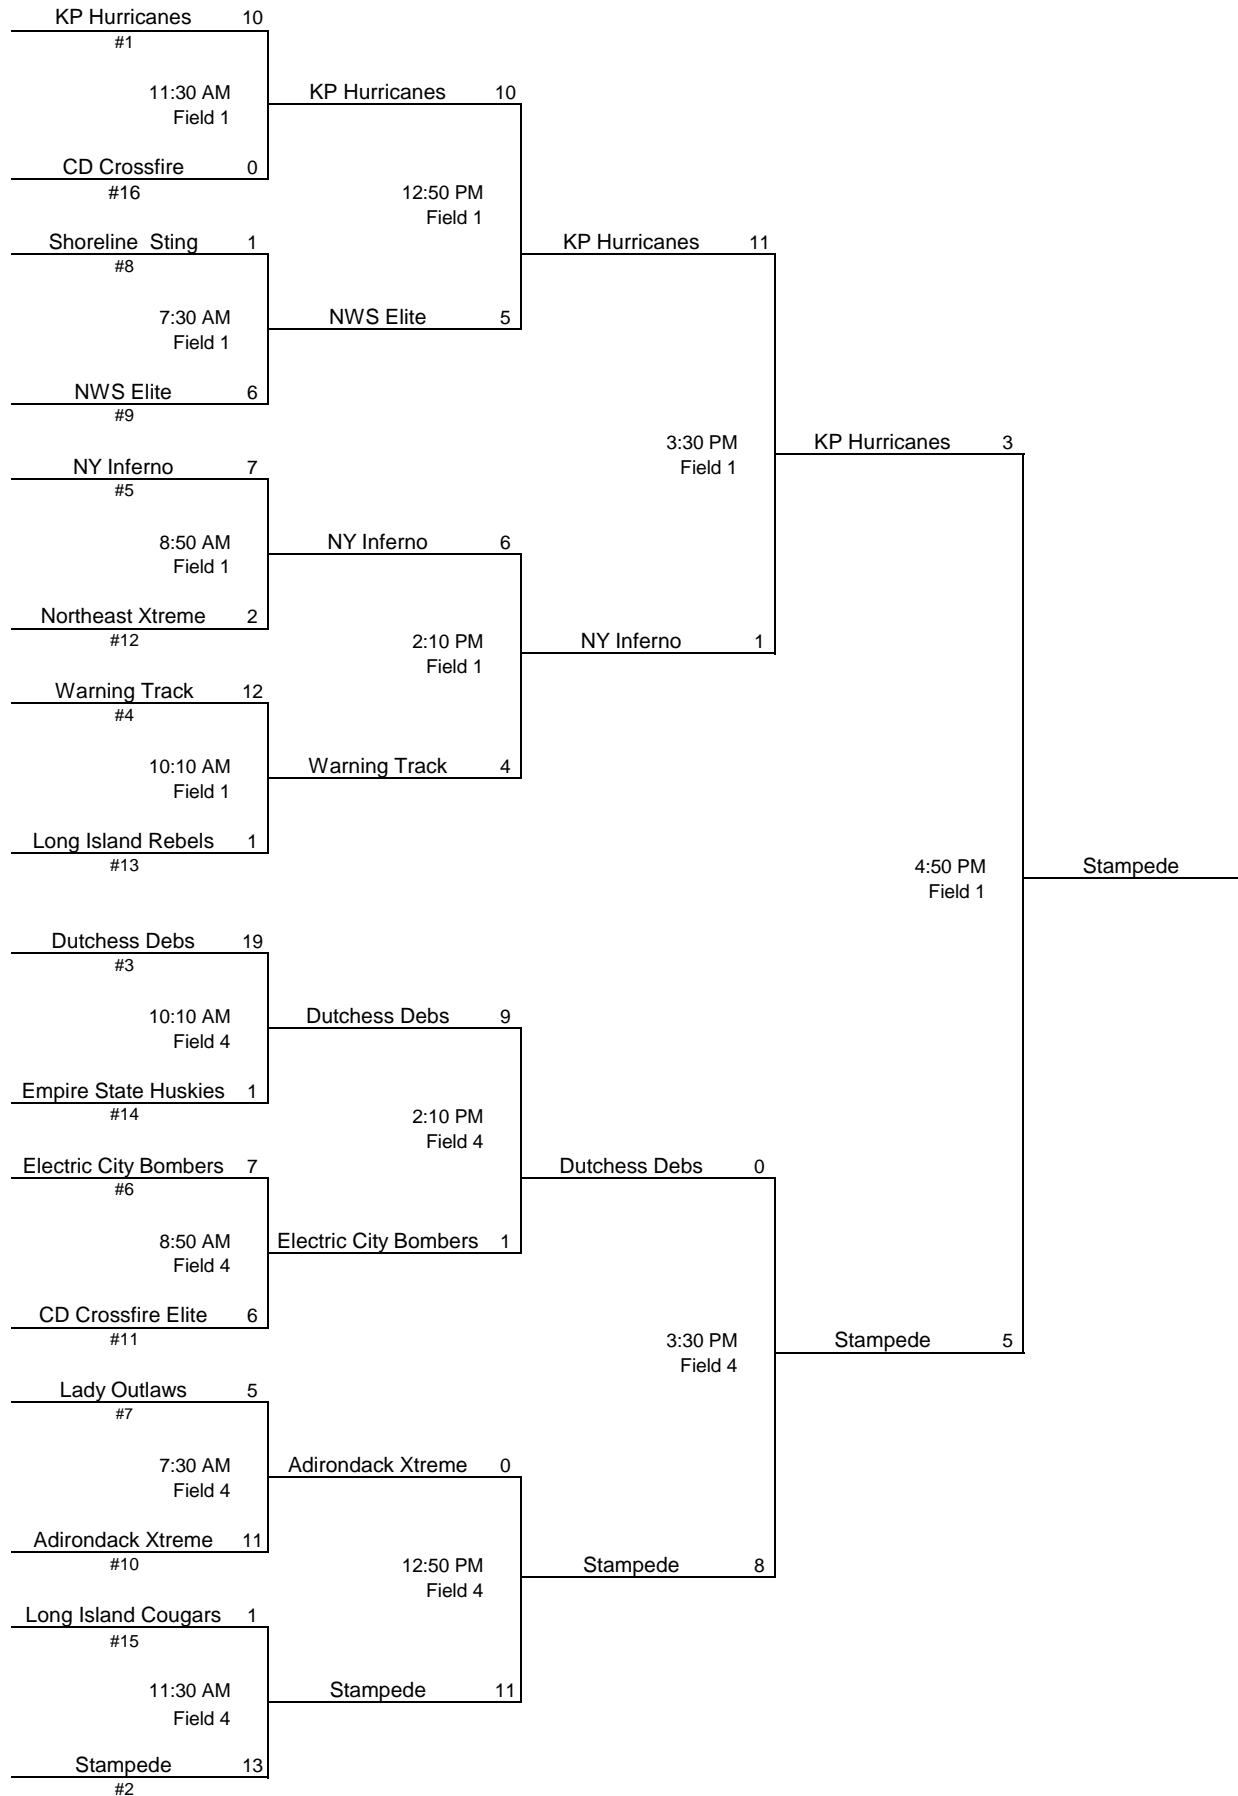 KP Hurricanes 10
#1
11:30 AM
Field 1
CD Crossfire 0
#16
Shoreline Sting 1
#8
7:30 AM
Field 1
NWS Elite 6
#9
NY Inferno 7
#5
8:50 AM
Field 1
Northeast Xtreme 2
#12
Warning Track 12
#4
10:10 AM
Field 1
Long Island Rebels 1
#13
Dutchess Debs 19
#3
10:10 AM
Field 4
Empire State Huskies 1
#14
Electric City Bombers 7
#6
8:50 AM
Field 4
CD Crossfire Elite 6
#11
Lady Outlaws 5
#7
7:30 AM
Field 4
Adirondack Xtreme 11
#10
Long Island Cougars 1
#15
11:30 AM
Field 4
Stampede 13
#2
KP Hurricanes 10
12:50 PM
Field 1
NWS Elite 5
NY Inferno 6
2:10 PM
Field 1
Warning Track 4
Dutchess Debs 9
2:10 PM
Field 4
Electric City Bombers 1
Adirondack Xtreme 0
12:50 PM
Field 4
Stampede 11
KP Hurricanes 11
3:30 PM
Field 1
NY Inferno 1
Dutchess Debs 0
3:30 PM
Field 4
Stampede 8
KP Hurricanes 3
4:50 PM
Field 1
Stampede 5
Stampede